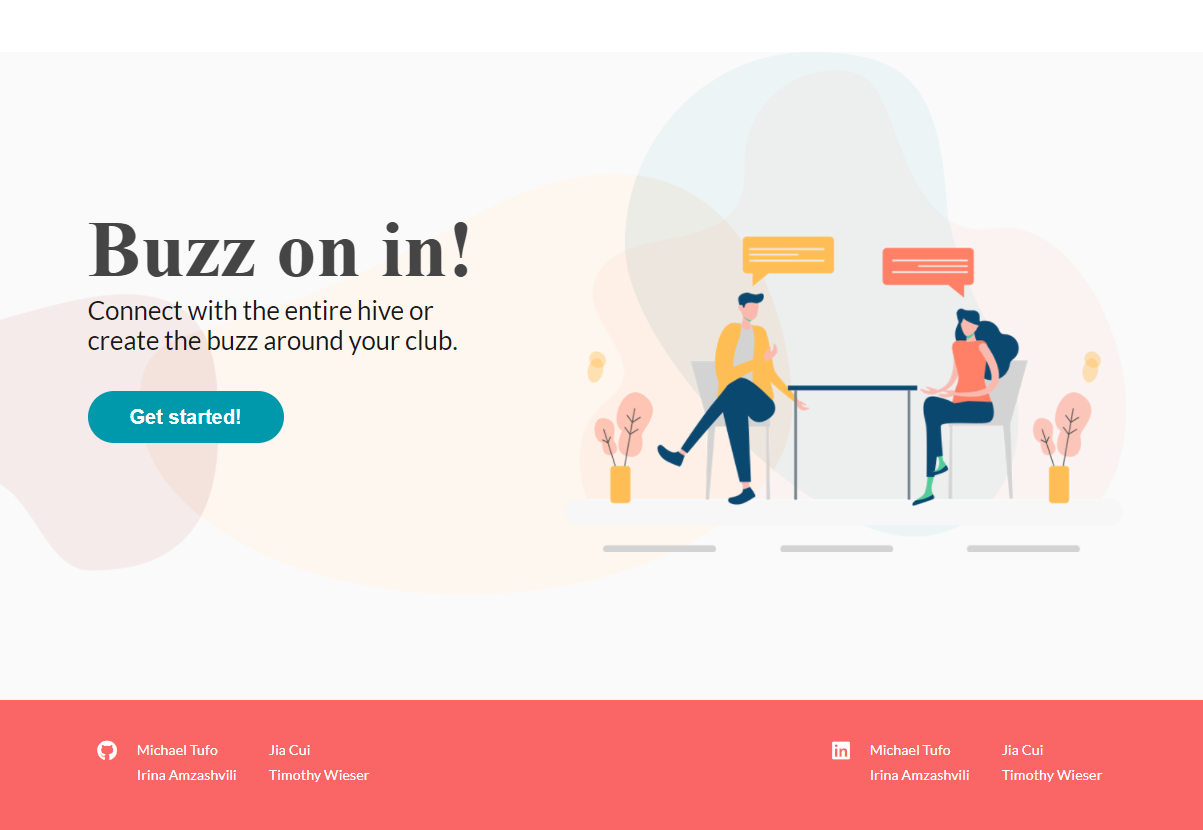 Buzz on in!
Connect with the entire hive or
create the buzz around your club.
Get started!
Michael Tufo
Jia Cui
Irina Amzashvili
Timothy Wieser
in
Michael Tufo
Jia Cui
Irina Amzashvili
Timothy Wieser